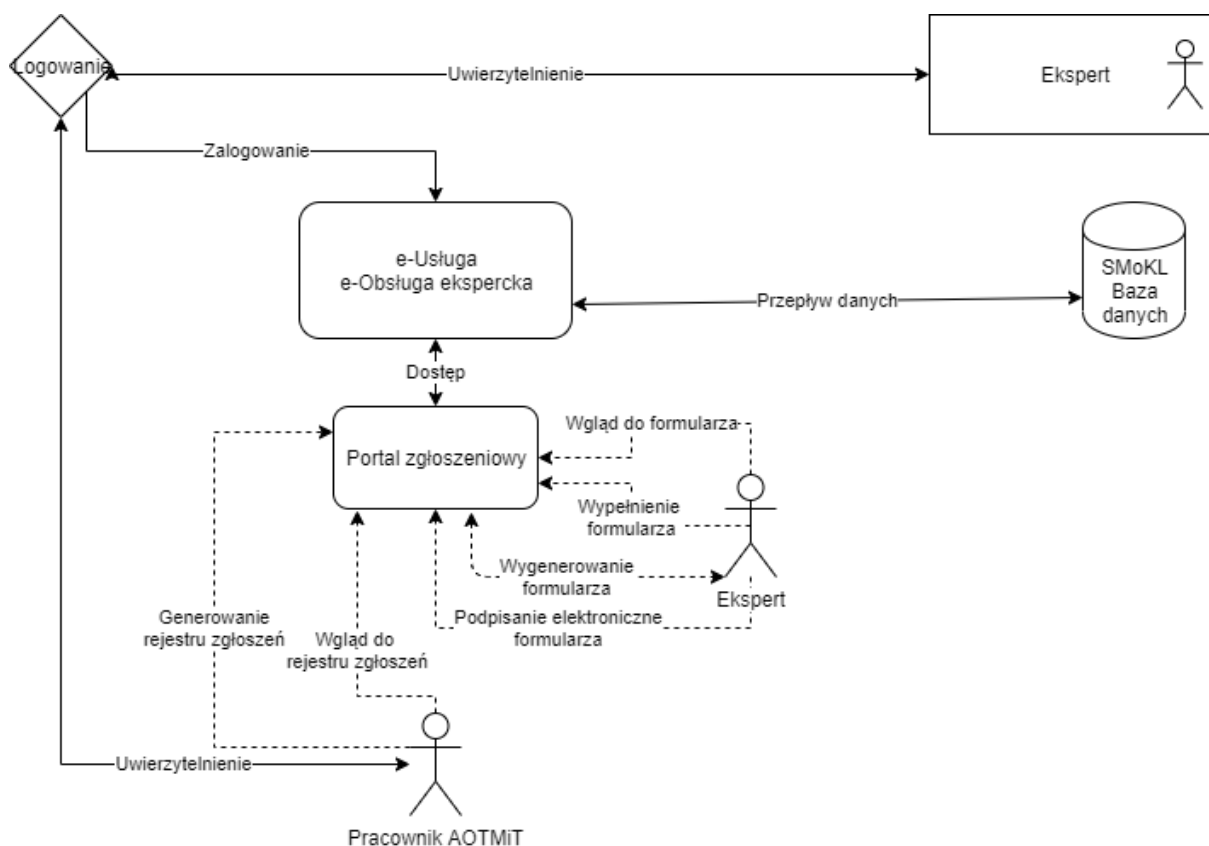 Logowanie
Uwierzytelnienie
Ekspert
Zalogowanie
e-Usługa
e-Obsługa ekspercka
SMoKL
Baza
danych
Przepływ danych
Dostęp
Portal zgłoszeniowy
Wgląd do formularza
Wypełnienie
formularza
Wygenerowanie
formularza
Ekspert
Podpisanie elektroniczne
formularza
Generowanie
rejestru zgłoszeń
Wgląd do
rejestru zgłoszeń
Uwierzytelnienie
Pracownik AOTMiT